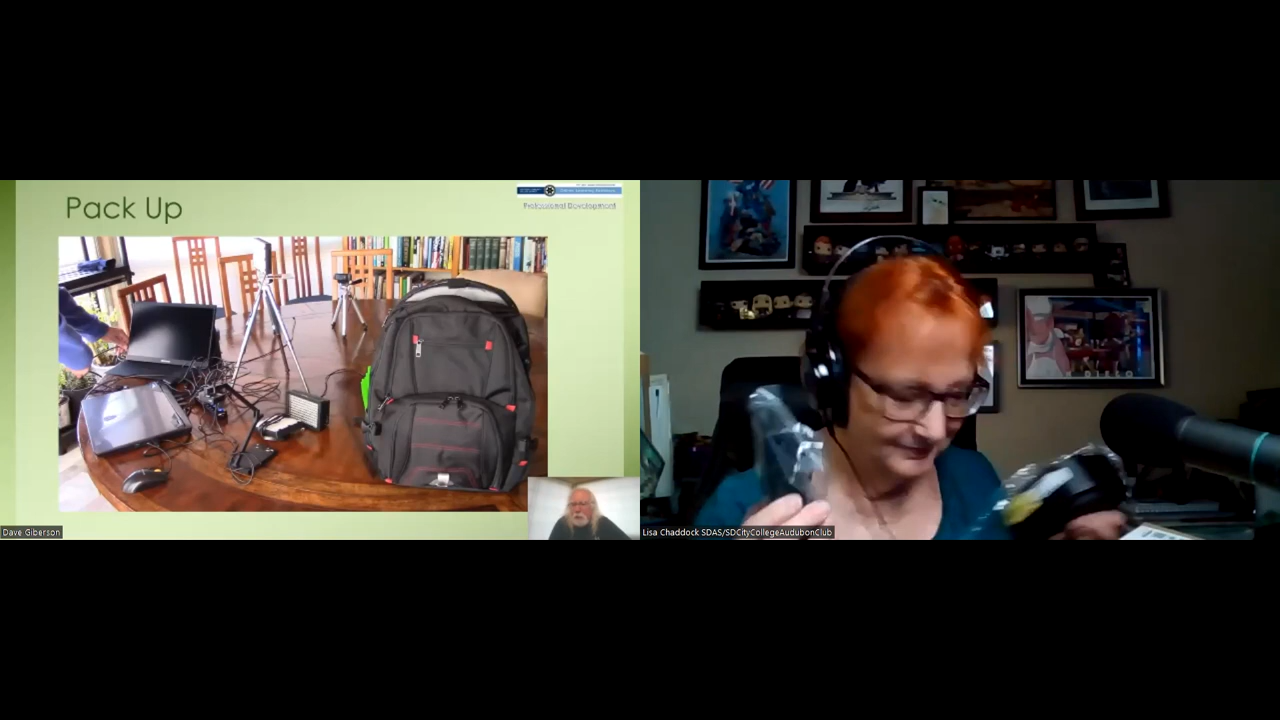 Pack Up
Professional Development
Dave Giberson
Lisa Chaddock SDAS/SDCityCollegeAudubonClub